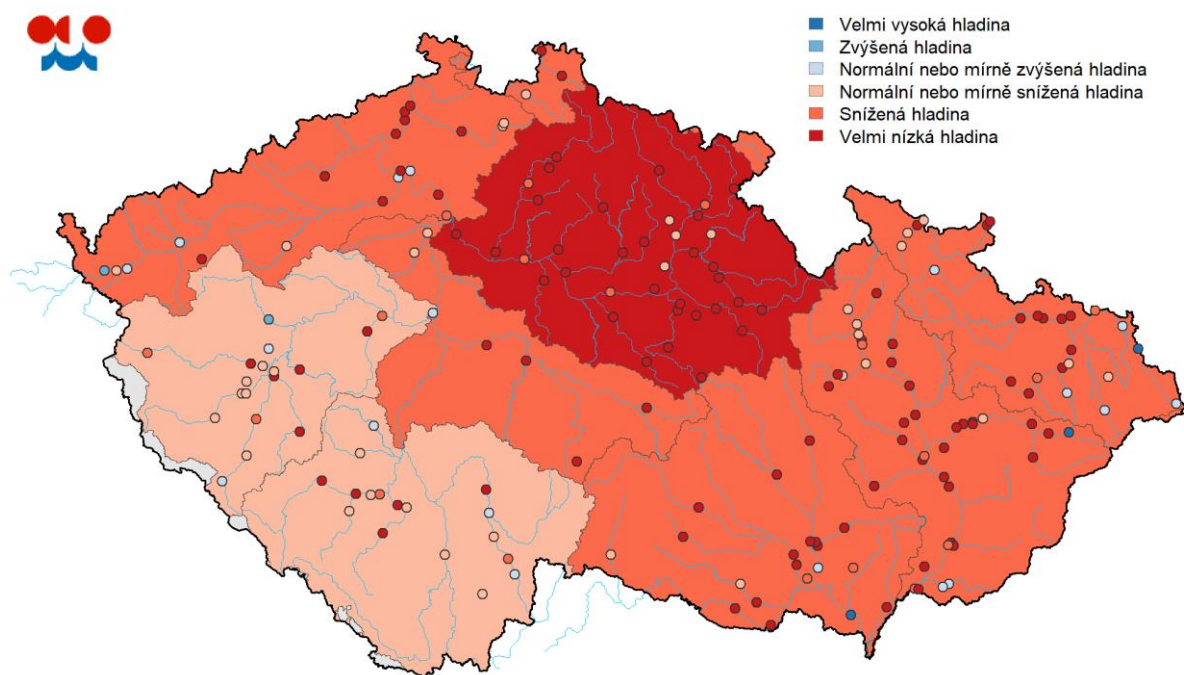 Velmi vysoká hladina
Zvýšená hladina
Normální nebo mírně zvýšená hladina
Normální nebo mírně snížená hladina
Snížená hladina
Velmi nízká hladina